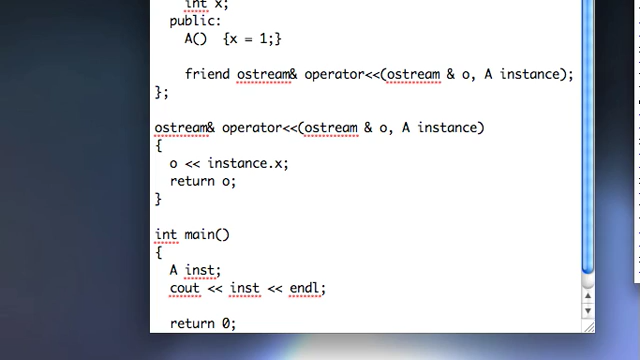 int x;
public:
A() {x = 1;}
friend ostream& operator<<(ostream & o, A instance);
};
ostream& operator<<(ostream & o, A instance)
{
o << instance.x;
return o;
}
int main()
{
A inst;
cout << inst << endl;
return 0;